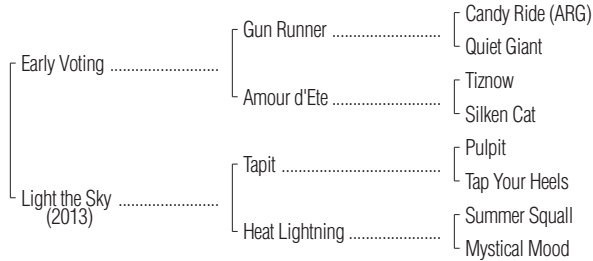 Candy Ride (ARG)
Gun Runner ........................
Quiet Giant
Early Voting ........................
Tiznow
Amour d'Ete ........................
Silken Cat
Pulpit
Tapit ...................................
Tap Your Heels
Light the Sky ......................
(2013)
Summer Squall
Heat Lightning ....................
Mystical Mood